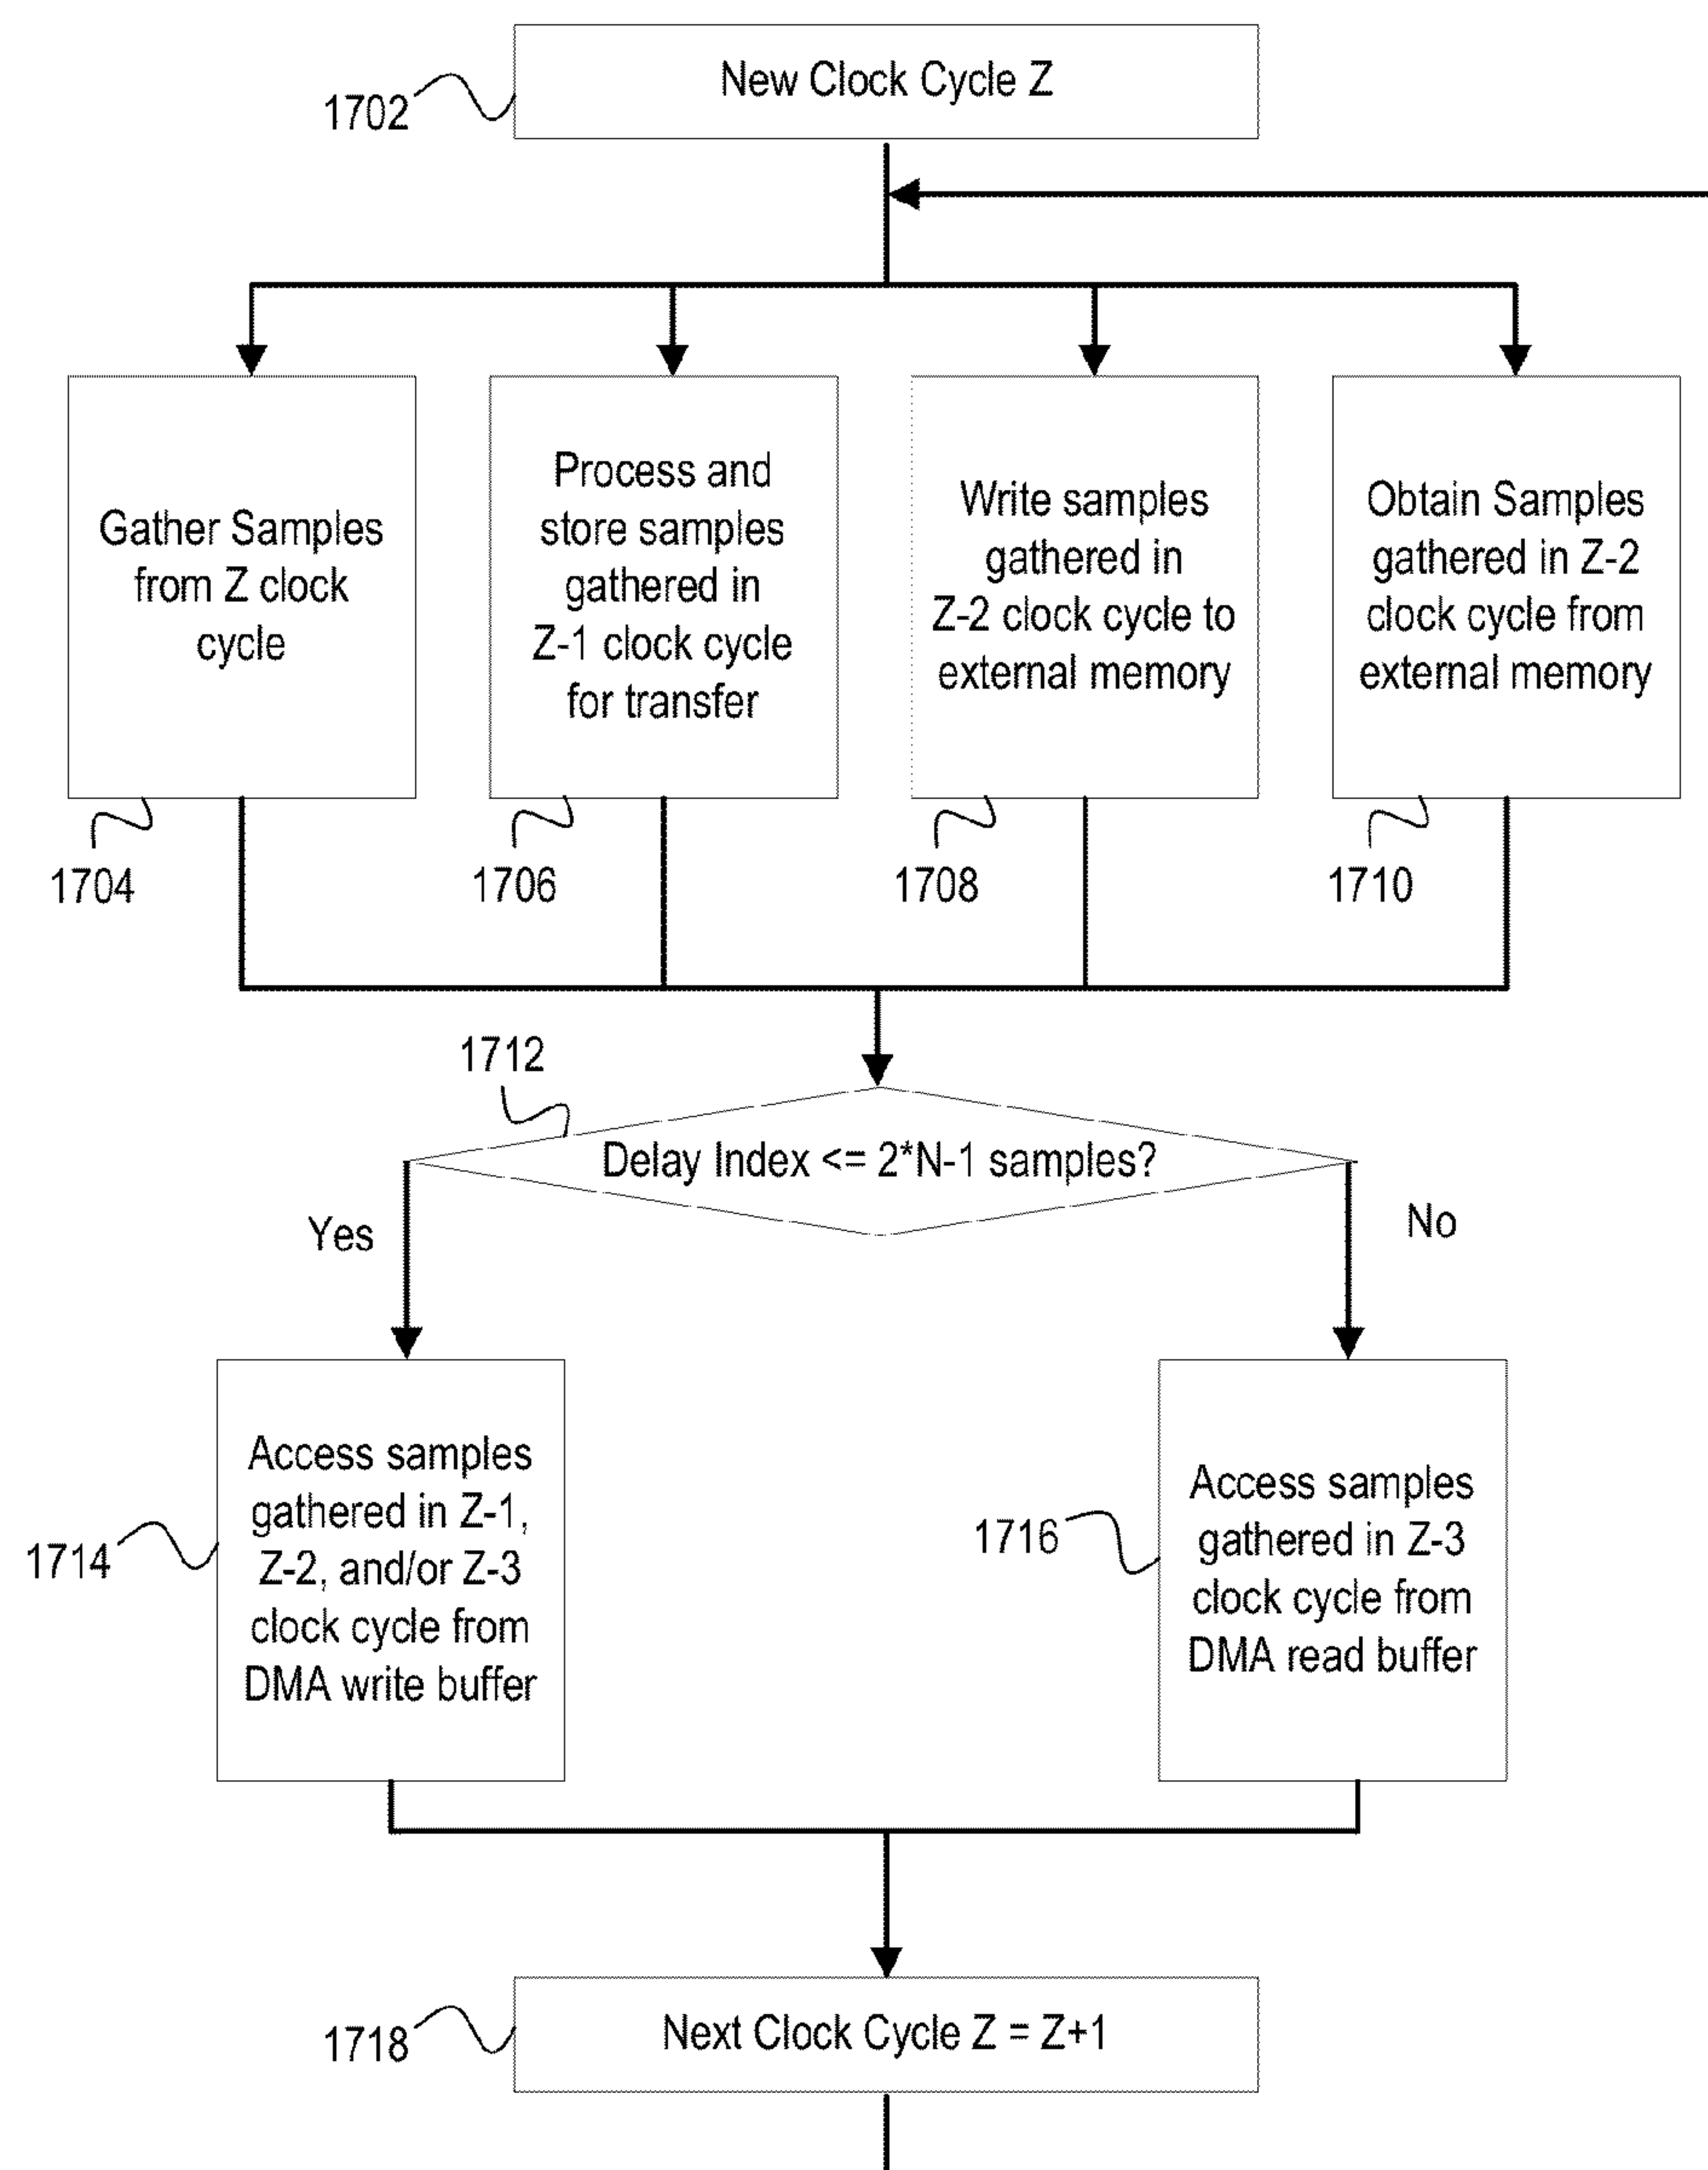 New Clock Cycle Z
1702
Gather Samples
from Z clock
cycle
1704
Process and
store samples
gathered in
Z-1 clock cycle
for transfer
1706
Write samples
gathered in
Z-2 clock cycle to
external memory
1708
Obtain Samples
gathered in Z-2
clock cycle from
external memory
1710
1712
Delay Index <= 2*N-1 samples?
Yes
No
Access samples
gathered in Z-1,
Z-2, and/or Z-3
clock cycle from
DMA write buffer
1714
Access samples
gathered in Z-3
clock cycle from
DMA read buffer
1716
Next Clock Cycle Z = Z+1
1718